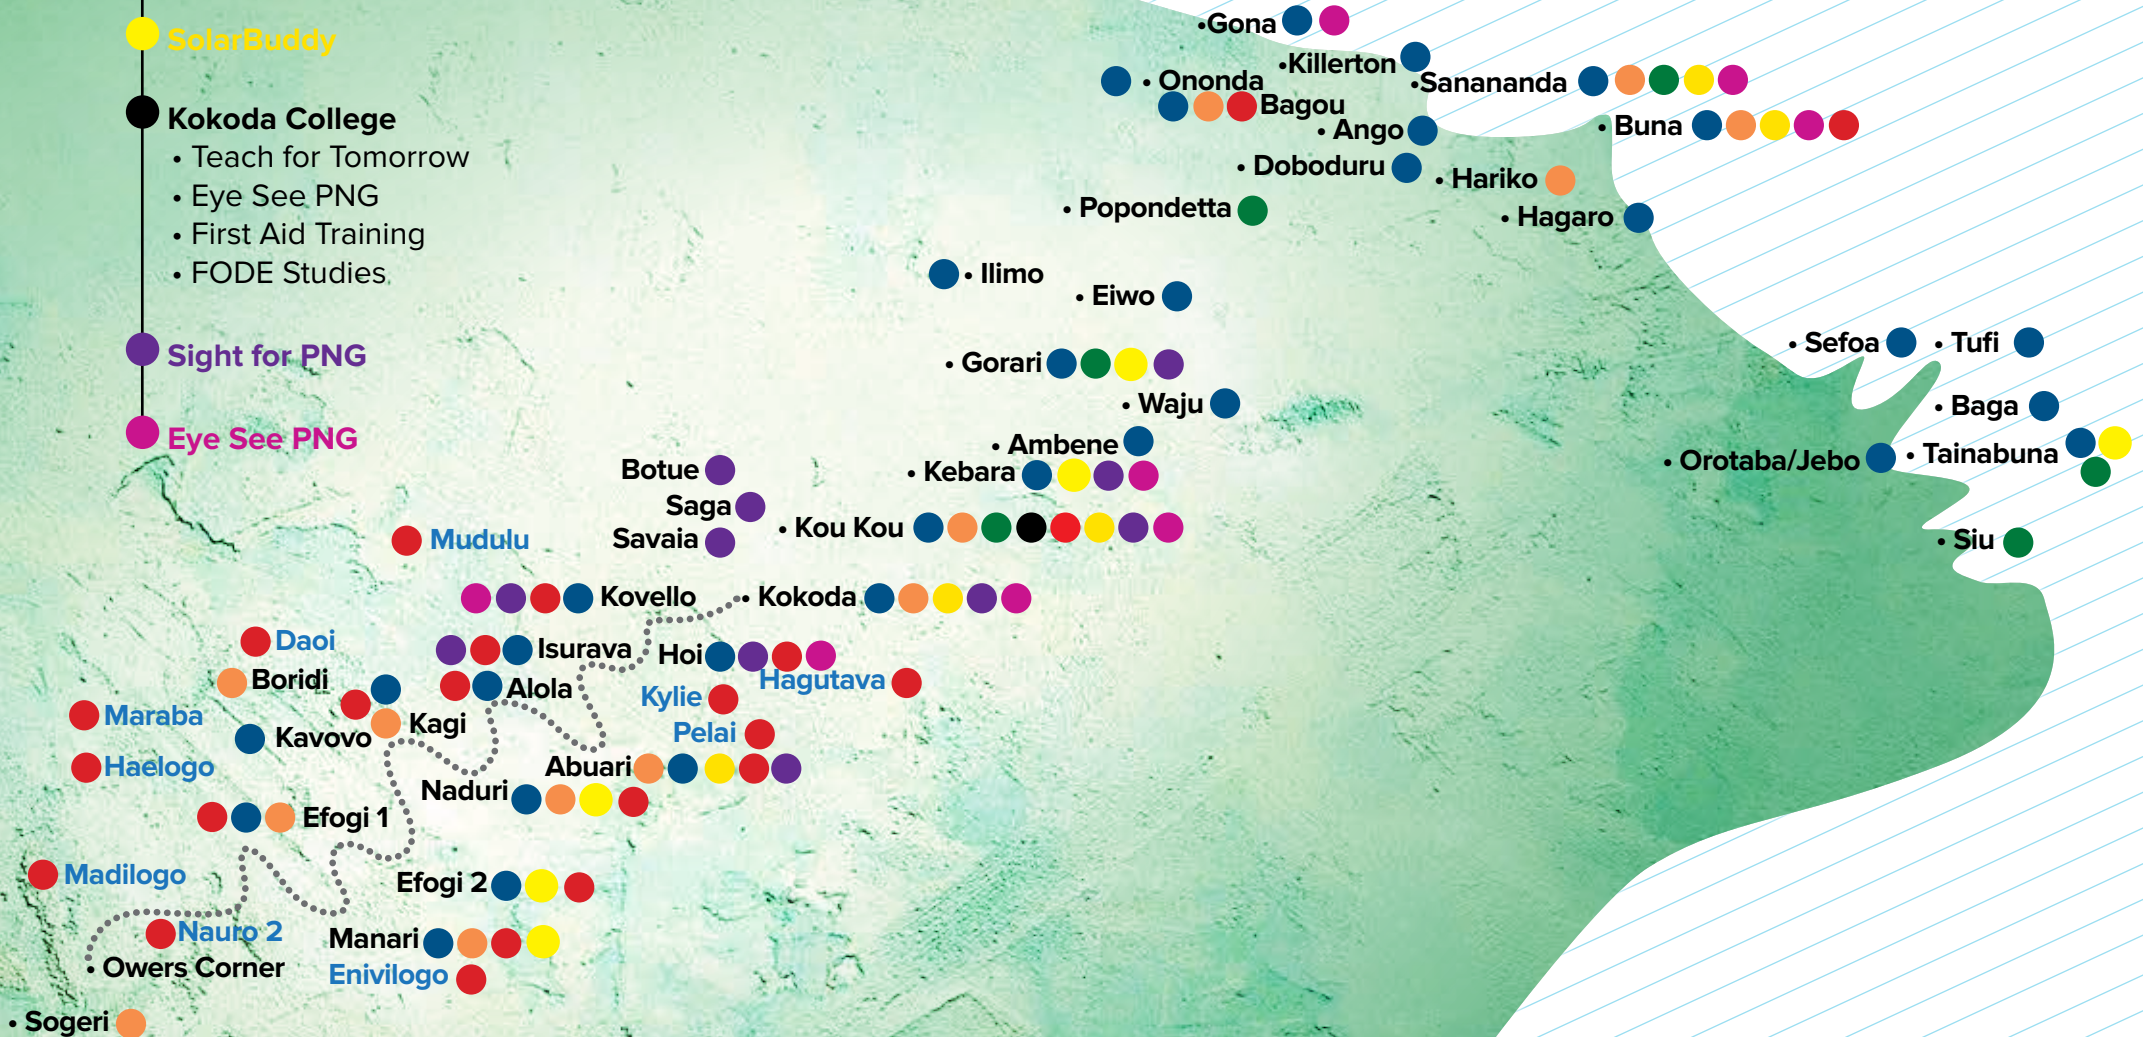 SolarBuddy
Kokoda College
• Teach for Tomorrow
• Eye See PNG
• First Aid Training
• FODE Studies
Sight for PNG
Eye See PNG
•Gona
•Killerton
• Ononda
•Sanananda
Bagou
• Ango
• Buna
• Doboduru
• Hariko
• Popondetta
• Hagaro
• Ilimo
• Eiwo
• Sefoa
• Tufi
• Gorari
• Waju
• Baga
• Ambene
• Orotaba/Jebo
• Tainabuna
Botue
• Kebara
Saga
• Kou Kou
Savaia
Mudulu
• Siu
Kovello
• Kokoda
Daoi
Isurava
Hoi
Boridi
Alola
Kylie
Hagutava
Maraba
Kagi
Kavovo
Pelai
Haelogo
Abuari
Naduri
Efogi 1
Madilogo
Efogi 2
Nauro 2
Manari
• Owers Corner
Enivilogo
• Sogeri